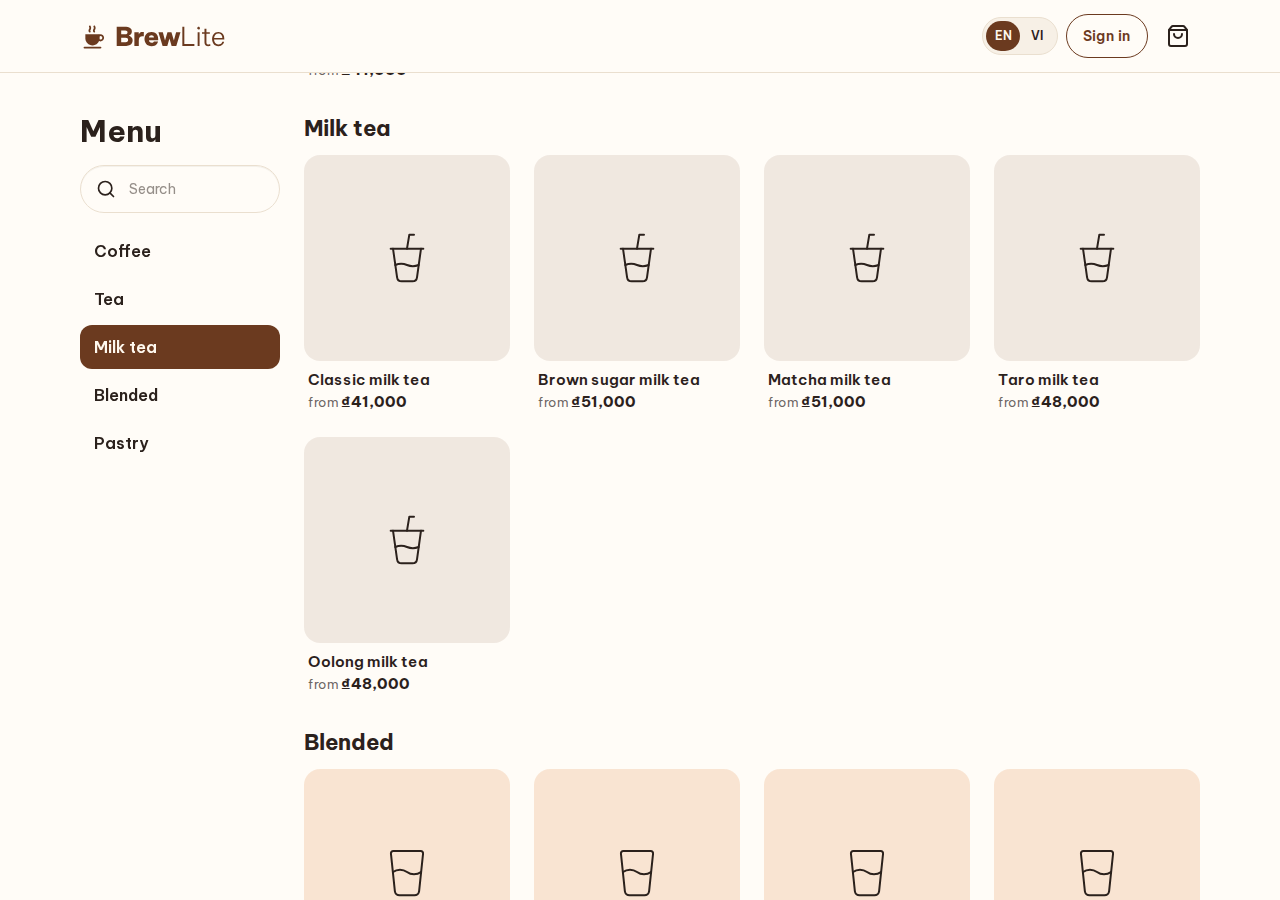 BrewLite
EN
VI
Sign in
Menu
Search
Coffee
Tea
Milk tea
Blended
Pastry
Milk tea
Classic milk tea
from ₫41,000
Brown sugar milk tea
from ₫51,000
Matcha milk tea
from ₫51,000
Taro milk tea
from ₫48,000
Oolong milk tea
from ₫48,000
Blended